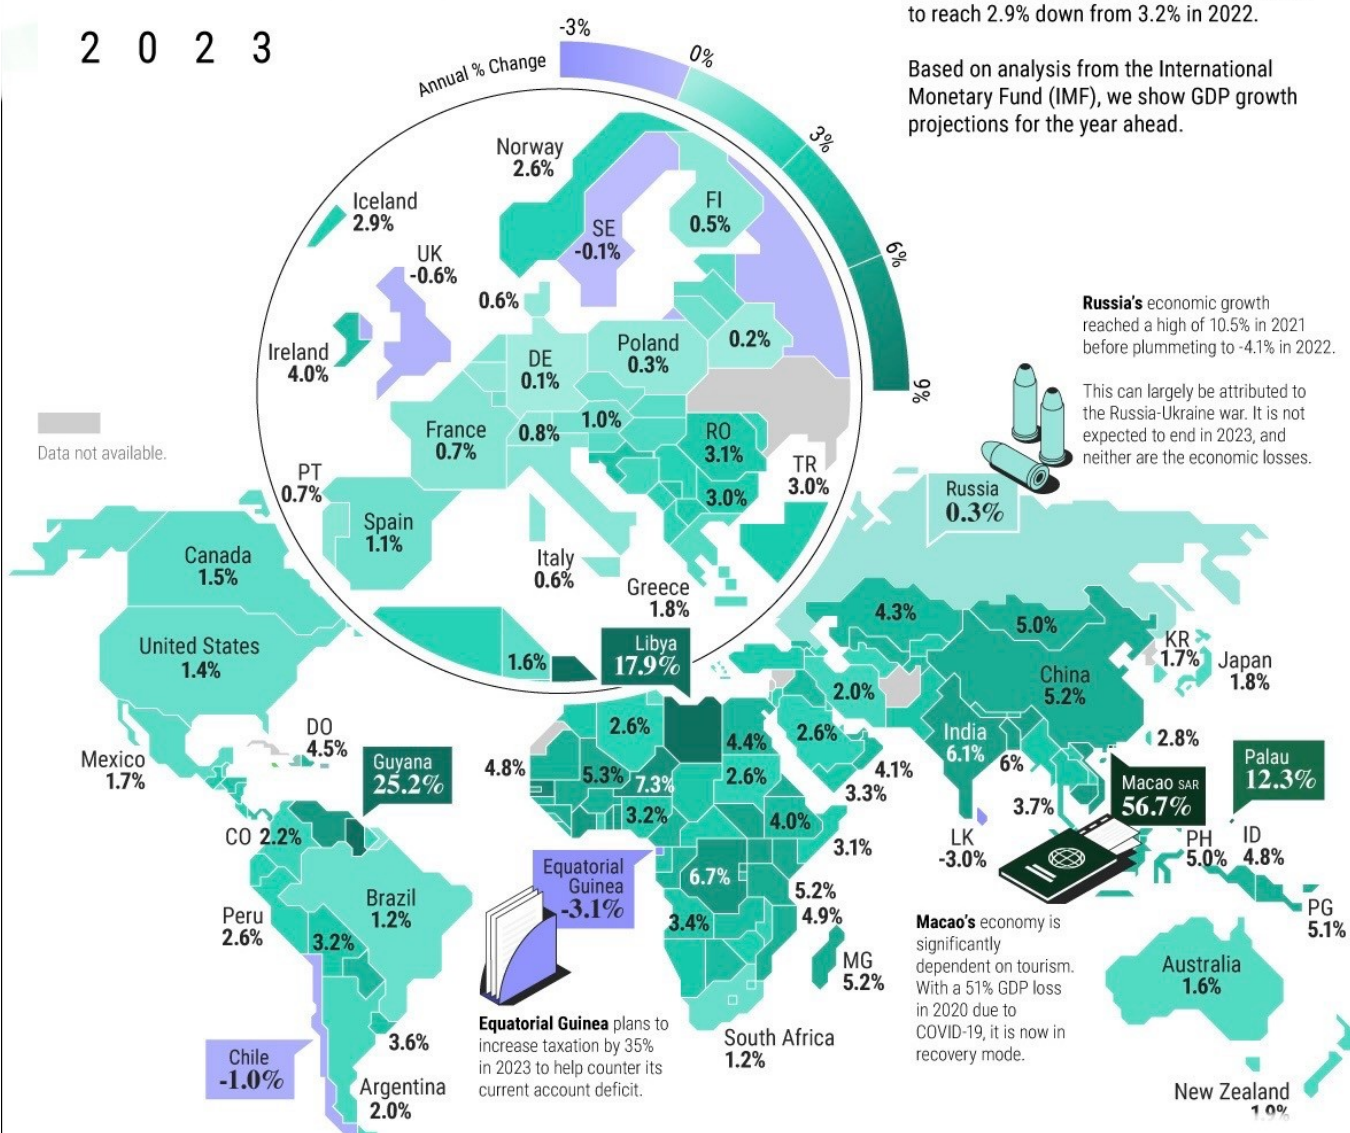 to reach 2.9% down from 3.2% in 2022.
2 0 2 3
Based on analysis from the International
Monetary Fund (IMF), we show GDP growth
projections for the year ahead.
Annual % Change
-3%
0%
3%
6%
9%
Norway
2.6%
Iceland
2.9%
FI
0.5%
SE
-0.1%
UK
-0.6%
0.6%
Ireland
4.0%
DE
0.1%
Poland
0.3%
0.2%
France
0.7%
0.8%
1.0%
RO
3.1%
3.0%
TR
3.0%
PT
0.7%
Spain
1.1%
Italy
0.6%
Greece
1.8%
1.6%
Libya
17.9%
Data not available.
Russia's economic growth
reached a high of 10.5% in 2021
before plummeting to -4.1% in 2022.
This can largely be attributed to
the Russia-Ukraine war. It is not
expected to end in 2023, and
neither are the economic losses.
Russia
0.3%
Canada
1.5%
United States
1.4%
Mexico
1.7%
DO
4.5%
Guyana
25.2%
CO 2.2%
Peru
2.6%
Brazil
1.2%
3.2%
Chile
-1.0%
3.6%
Argentina
2.0%
4.8%
2.6%
4.4%
5.3%
7.3%
2.6%
3.2%
4.0%
3.1%
6.7%
5.2%
4.9%
3.4%
MG
5.2%
South Africa
1.2%
Equatorial
Guinea
-3.1%
Equatorial Guinea plans to
increase taxation by 35%
in 2023 to help counter its
current account deficit.
4.3%
5.0%
China
5.2%
KR
1.7%
Japan
1.8%
2.0%
2.6%
4.1%
3.3%
India
6.1%
6%
3.7%
LK
-3.0%
2.8%
Macao SAR
56.7%
Palau
12.3%
PH
5.0%
ID
4.8%
PG
5.1%
Macao's economy is
significantly
dependent on tourism.
With a 51% GDP loss
in 2020 due to
COVID-19, it is now in
recovery mode.
Australia
1.6%
New Zealand
1.9%